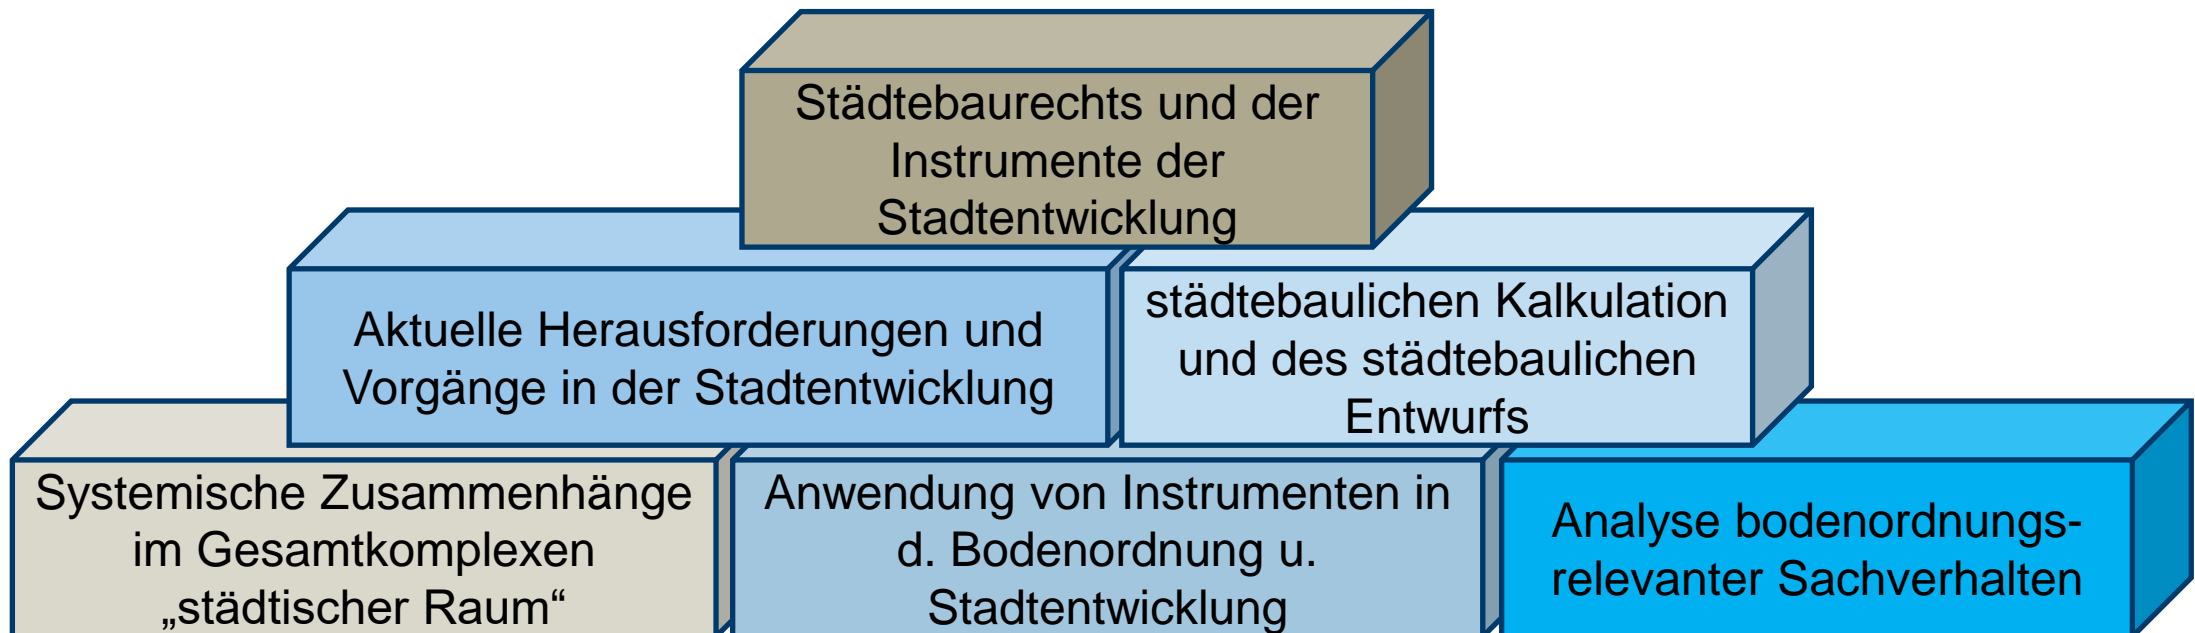 Städtebaurechts und der
Instrumente der
Stadtentwicklung
Aktuelle Herausforderungen und
Vorgänge in der Stadtentwicklung
städtebaulichen Kalkulation
und des städtebaulichen
Entwurfs
Systemische Zusammenhänge
im Gesamtkomplexen
„städtischer Raum“
Anwendung von Instrumenten in
d. Bodenordnung u.
Stadtentwicklung
Analyse bodenordnungs-
relevanter Sachverhalten